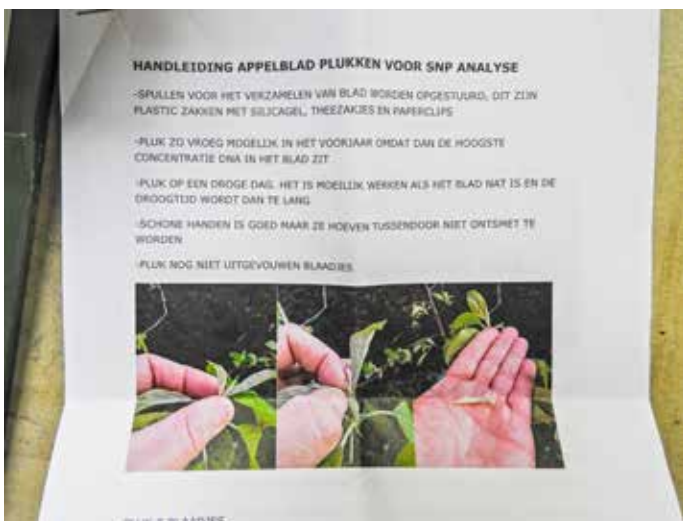 HANDLEIDING APPELBLAD PLUKKEN VOOR SNP ANALYSE
-SPULLEN VOOR HET VERZAMELEN VAN BLAD WORDEN OPGESTUURD, DIT ZIJN
PLASTIC ZAKKEN MET SILICAGEL, THEEZAKJES EN PAPERCLIPS
-PLUK ZO VROEG MOGELIJK IN HET VOORJAAR OMDAT DAN DE HOOGSTE
CONCENTRATIE DNA IN HET BLAD ZIT
-PLUK OP EEN DROGE DAG. HET IS MOEILIJK WERKEN ALS HET BLAD NAT IS EN DE
DROOGTIJD WORDT DAN TE LANG
-SCHONE HANDEN IS GOED MAAR ZE HOEVEN TUSSENDOOR NIET ONTSMET TE
WORDEN
-PLUK NOG NIET UITGEVOUWEN BLAADJES